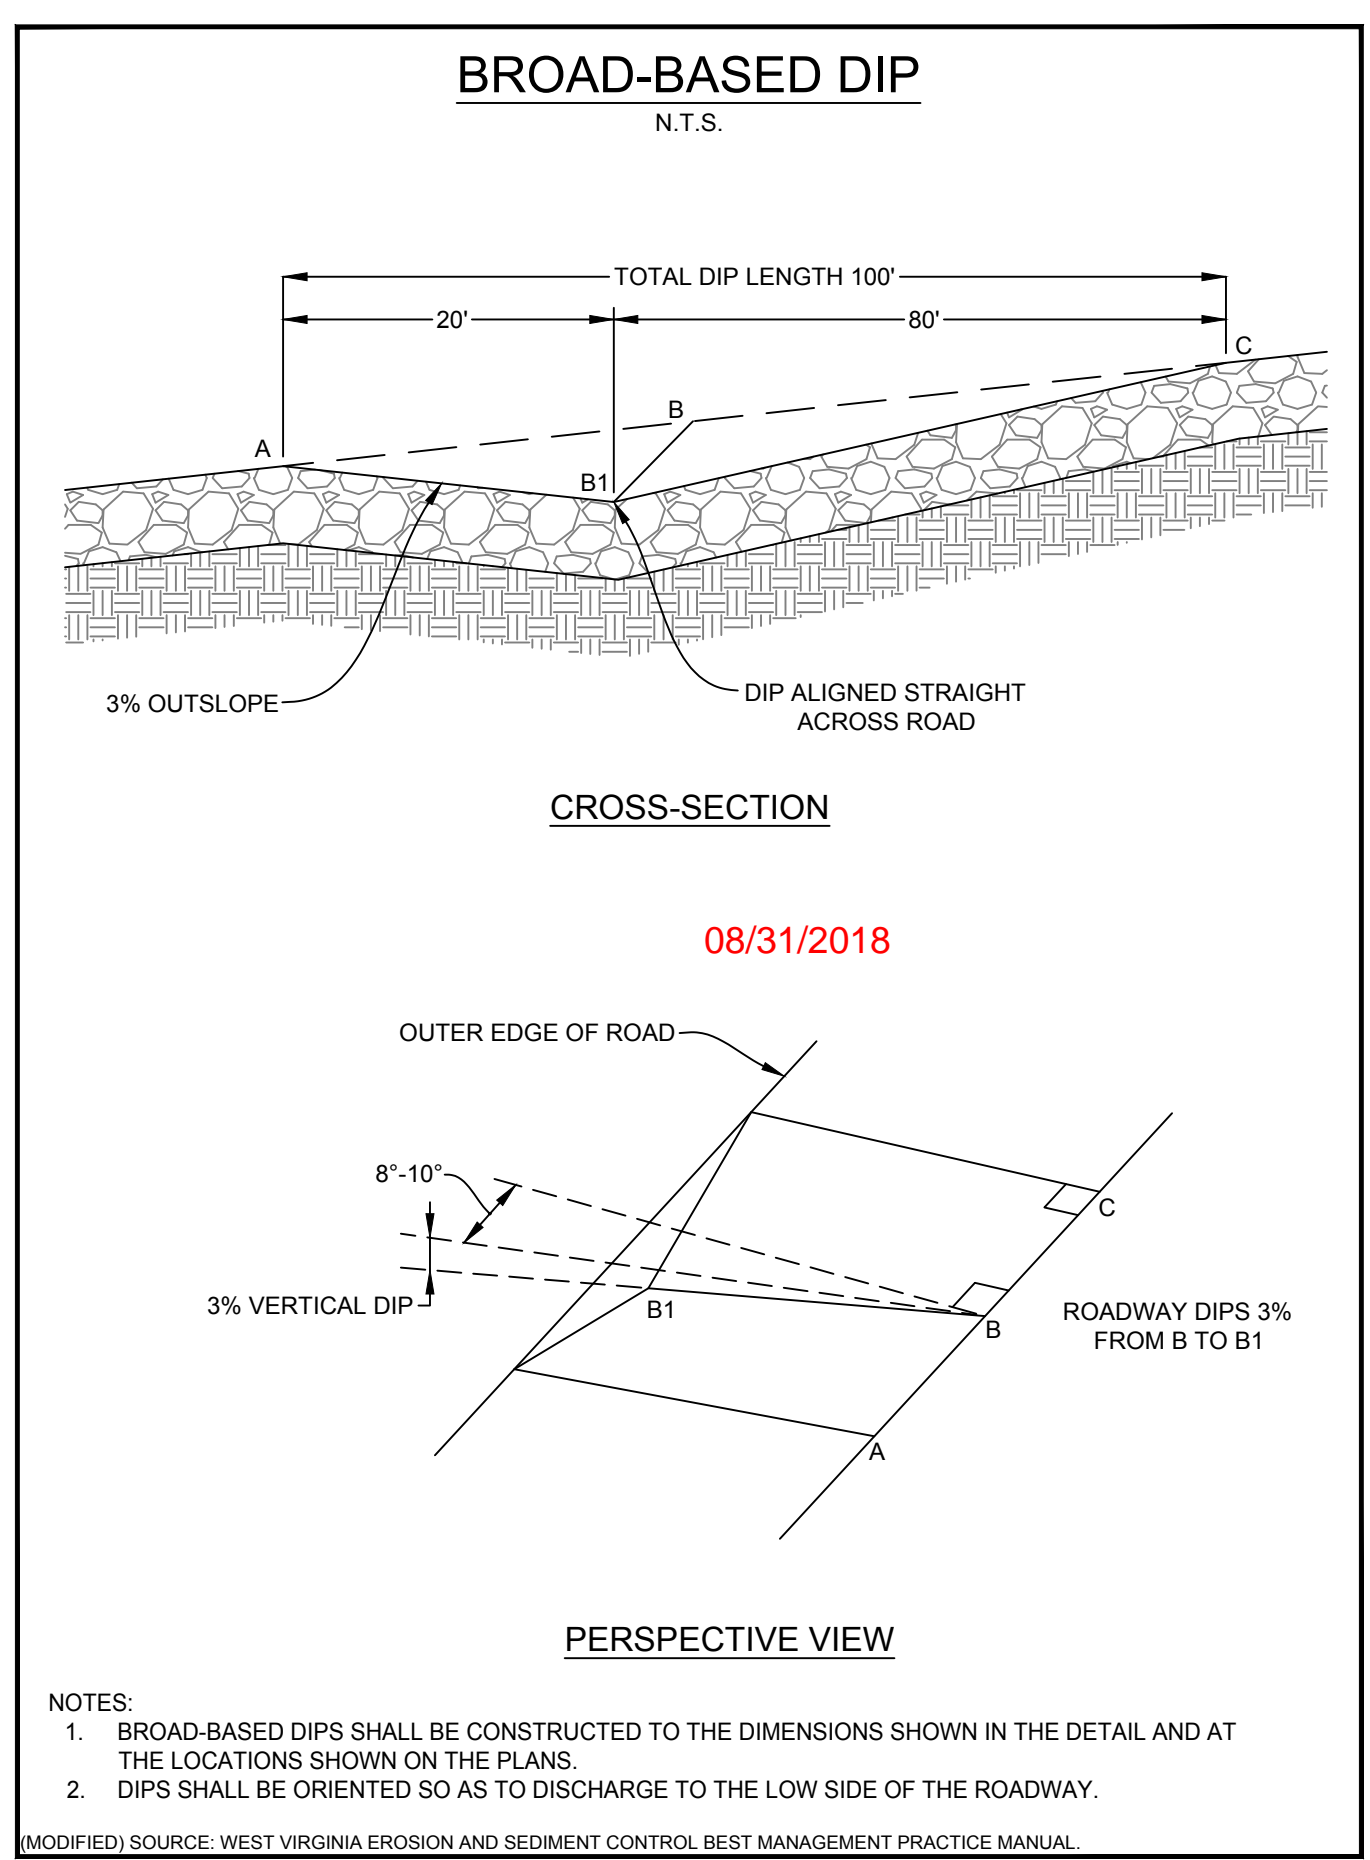 BROAD-BASED DIP
N.T.S.
TOTAL DIP LENGTH 100'
20'
80'
C
B
A
B1
3% OUTSLOPE
DIP ALIGNED STRAIGHT
ACROSS ROAD
CROSS-SECTION
08/31/2018
OUTER EDGE OF ROAD
8°-10°
C
3% VERTICAL DIP
B1
B
ROADWAY DIPS 3%
FROM B TO B1
A
PERSPECTIVE VIEW
NOTES:
1. BROAD-BASED DIPS SHALL BE CONSTRUCTED TO THE DIMENSIONS SHOWN IN THE DETAIL AND AT
THE LOCATIONS SHOWN ON THE PLANS.
2. DIPS SHALL BE ORIENTED SO AS TO DISCHARGE TO THE LOW SIDE OF THE ROADWAY.
(MODIFIED) SOURCE: WEST VIRGINIA EROSION AND SEDIMENT CONTROL BEST MANAGEMENT PRACTICE MANUAL.